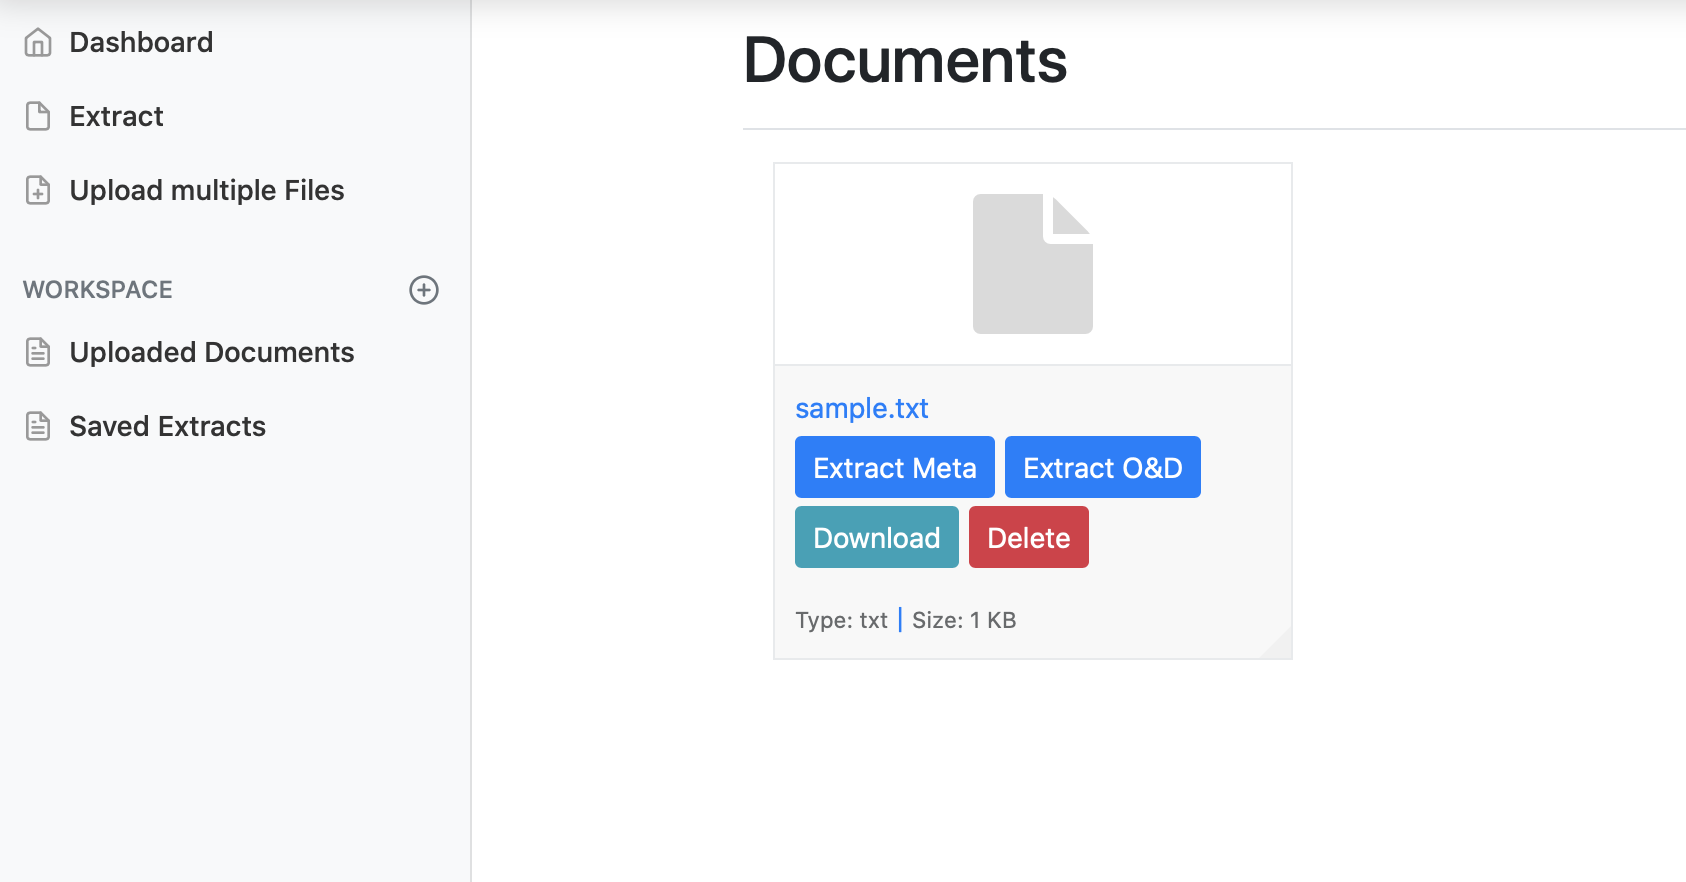 Dashboard
Extract
Upload multiple Files
WORKSPACE
Uploaded Documents
Saved Extracts
Documents
sample.txt
Extract Meta Extract O&D
Download Delete
Type: txt | Size: 1 KB